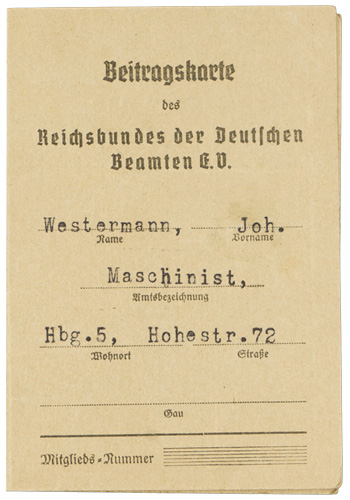 Beitragskarte
des
Reichsbundes der Deutschen
Beamten E.V.
Westermann, Joh.
Name Vorname
Maschinist,
Amtsbezeichnung
Hbg.5, Hohestr.72
Wohnort Straße
Gau
Mitglieds-Nummer